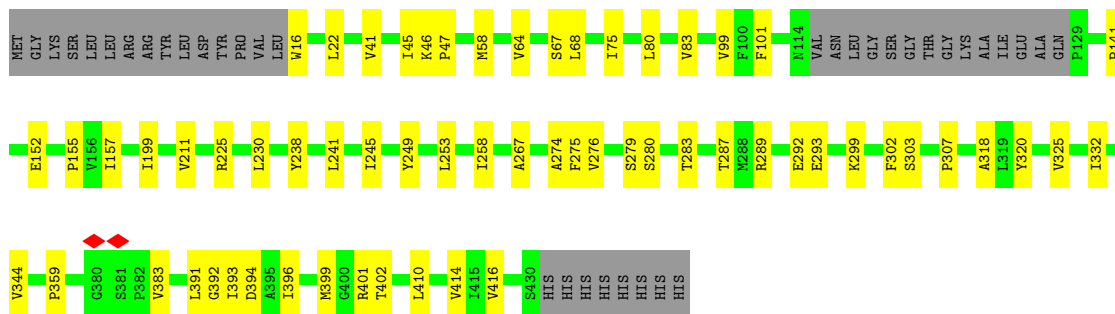 MET GLY LYS SER LEU LEU ARG ARG TYR LEU ASP TYR PRO VAL LEU W16 L22 V41 I45 K46 P47 M58 V64 S67 L68 I75 L80 V83 V99 F100 F101 N114 VAL ASN LEU GLY SER GLY THR GLY LYS ALA ILE GLU ALA GLN P129
E152 P155 V156 I157 I199 V211 R225 L230 Y238 L241 I245 Y249 L253 I258 A267 A274 F275 V276 S279 S280 T283 T287 M288 R289 E292 E293 K299 F302 S303 P307 A318 L319 Y320 V325 I332
V344 P359 G380 S381 P382 V383 L391 G392 I393 D394 A395 I396 M399 G400 R401 T402 L410 V414 I415 V416 S430 HIS HIS HIS HIS HIS HIS HIS HIS